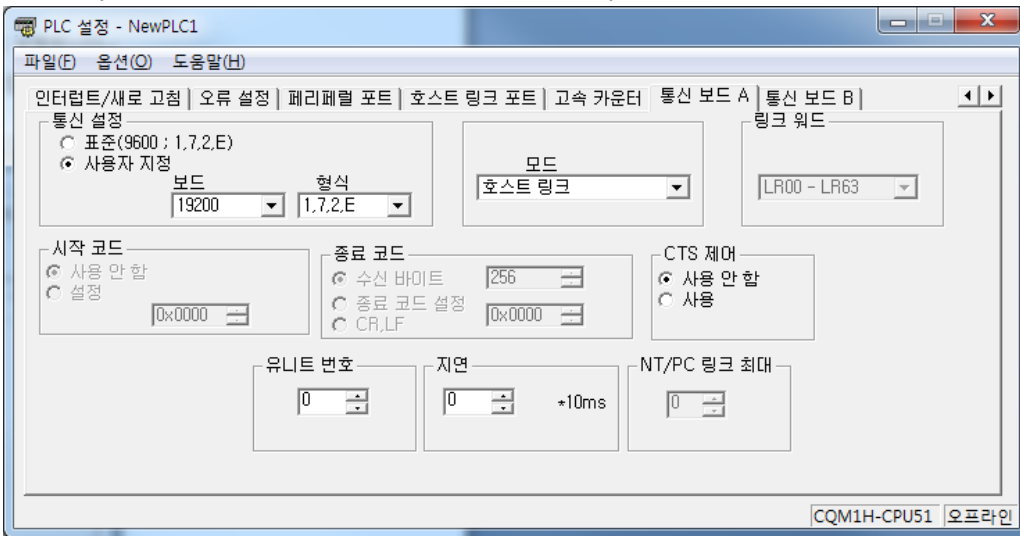 PLC 설정 - NewPLC1
파일(F) 옵션(O) 도움말(H)
인터럽트/새로 고침 오류 설정 페리페럴 포트 호스트 링크 포트 고속 카운터 통신 보드 A 통신 보드 B
통신 설정
표준(9600 ; 1,7,2,E)
사용자 지정
보드 형식
19200 1,7,2,E
모드
호스트 링크
링크 워드
LR00 - LR63
시작 코드
사용 안 함
설정
0x0000
종료 코드
수신 바이트 256
종료 코드 설정 0x0000
CR,LF
CTS 제어
사용 안 함
사용
유니트 번호
0
지연
0 *10ms
NT/PC 링크 최대
0
CQM1H-CPU51 오프라인